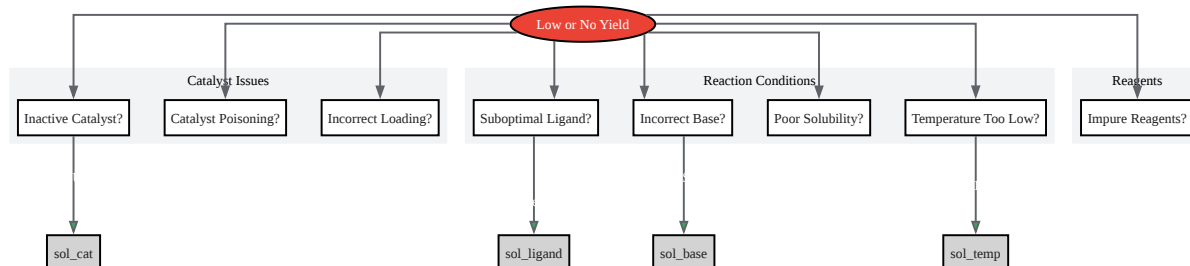 Low or No Yield
Catalyst Issues
Reaction Conditions
Reagents
Inactive Catalyst?
Catalyst Poisoning?
Incorrect Loading?
Suboptimal Ligand?
Incorrect Base?
Poor Solubility?
Temperature Too Low?
Impure Reagents?
sol_cat
sol_ligand
sol_base
sol_temp